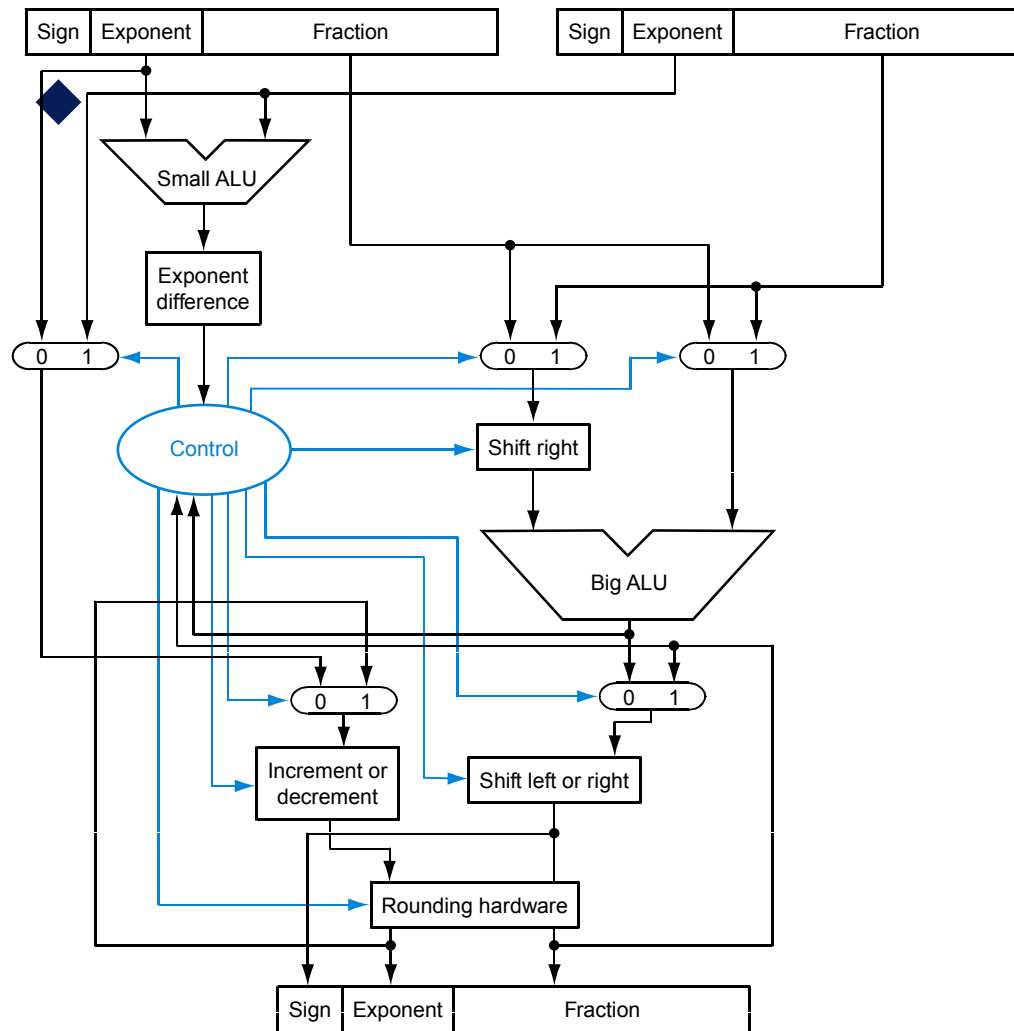 Sign Exponent Fraction
Sign Exponent Fraction
Small ALU
Exponent
difference
0 1
0 1
0 1
Control
Shift right
Big ALU
0 1
0 1
Increment or
decrement
Shift left or right
Rounding hardware
Sign Exponent Fraction